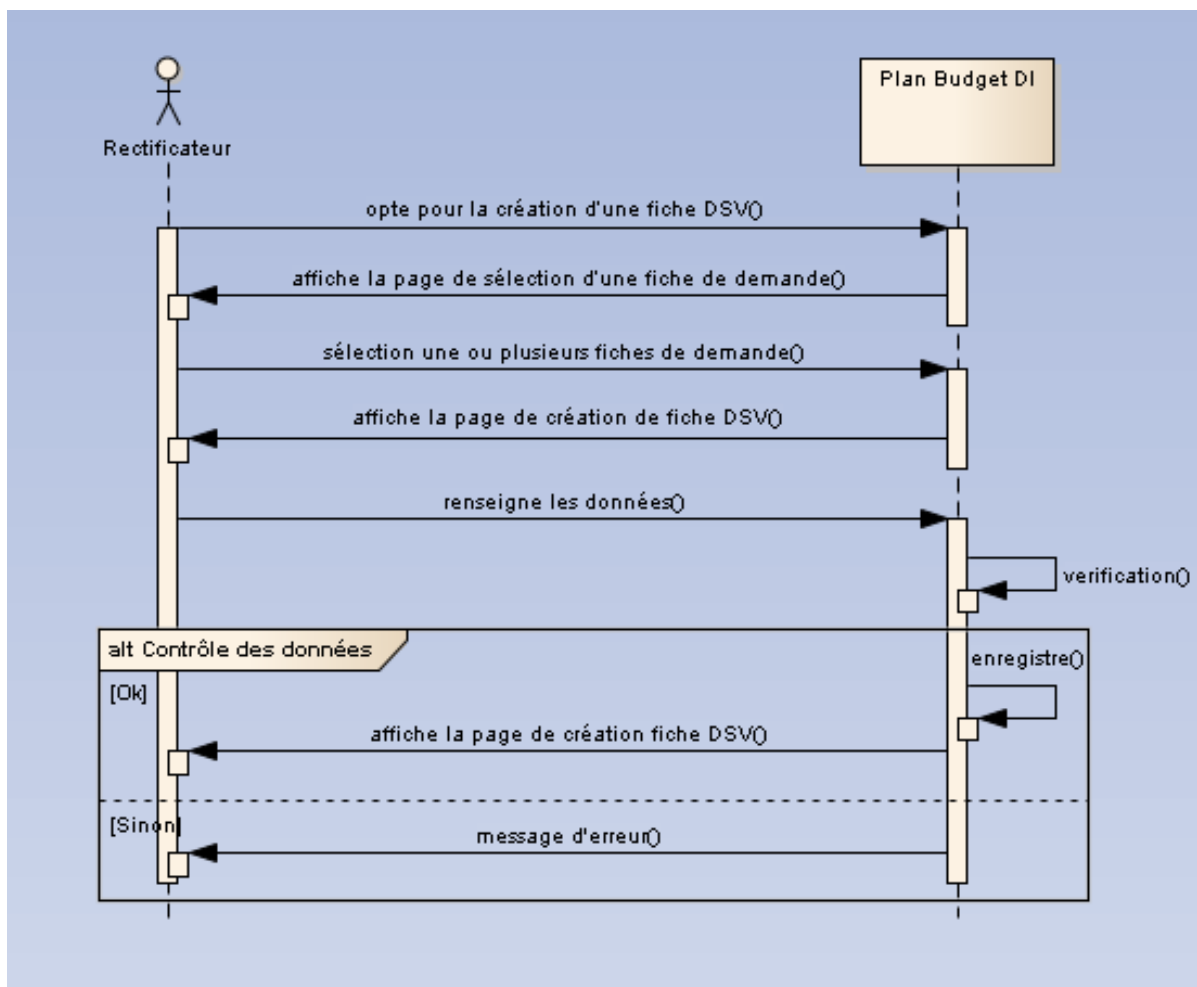 Plan Budget DI
Rectificateur
opte pour la création d'une fiche DSV()
affiche la page de sélection d'une fiche de demande()
sélection une ou plusieurs fiches de demande()
affiche la page de création de fiche DSV()
renseigne les données()
verification()
alt Contrôle des données
enregistre()
[Ok]
affiche la page de création fiche DSV()
[Sinon]
message d'erreur()